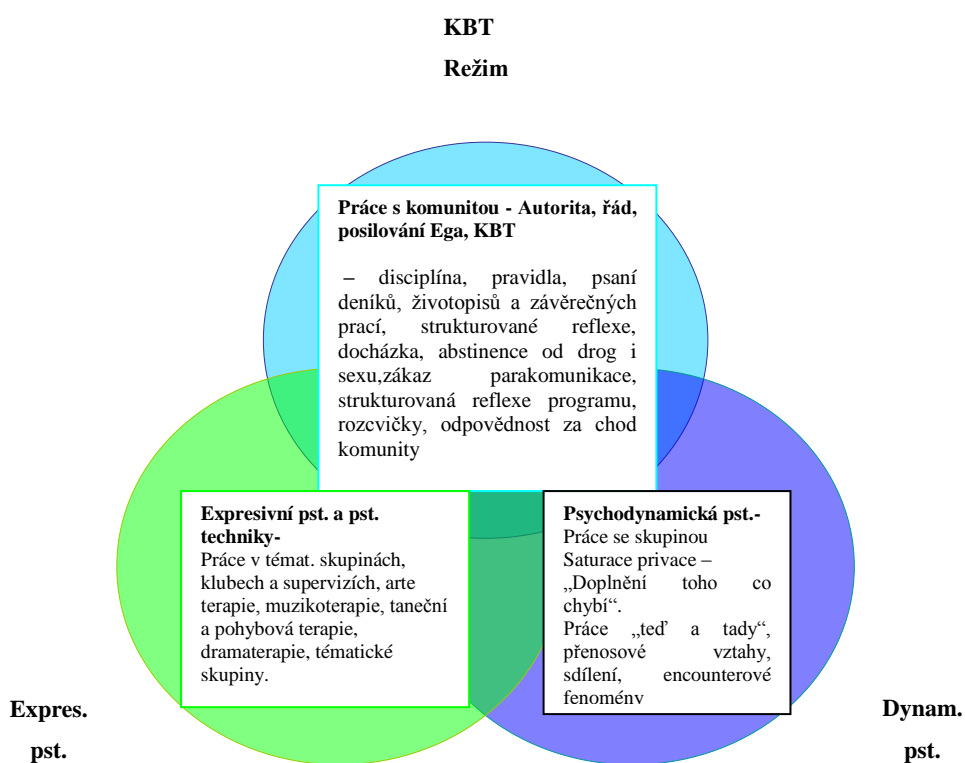 KBT
Režim
Práce s komunitou - Autorita, řád,
posilování Ega, KBT
– disciplína, pravidla, psaní
deníků, životopisů a závěrečných
prací, strukturované reflexe,
docházka, abstinence od drog i
sexu,zákaz parakomunikace,
strukturovaná reflexe programu,
rozcvičky, odpovědnost za chod
komunity
Expresivní pst. a pst.
techniky-
Práce v témat. skupinách,
klubech a supervizích, arte
terapie, muzikoterapie, taneční
a pohybová terapie,
dramaterapie, tématické
skupiny.
Psychodynamická pst.-
Práce se skupinou
Saturace privace –
„Doplnění toho co
chybí“.
Práce „teď a tady“,
přenosové vztahy,
sdílení, encounterové
fenomény
Expres.
pst.
Dynam.
pst.